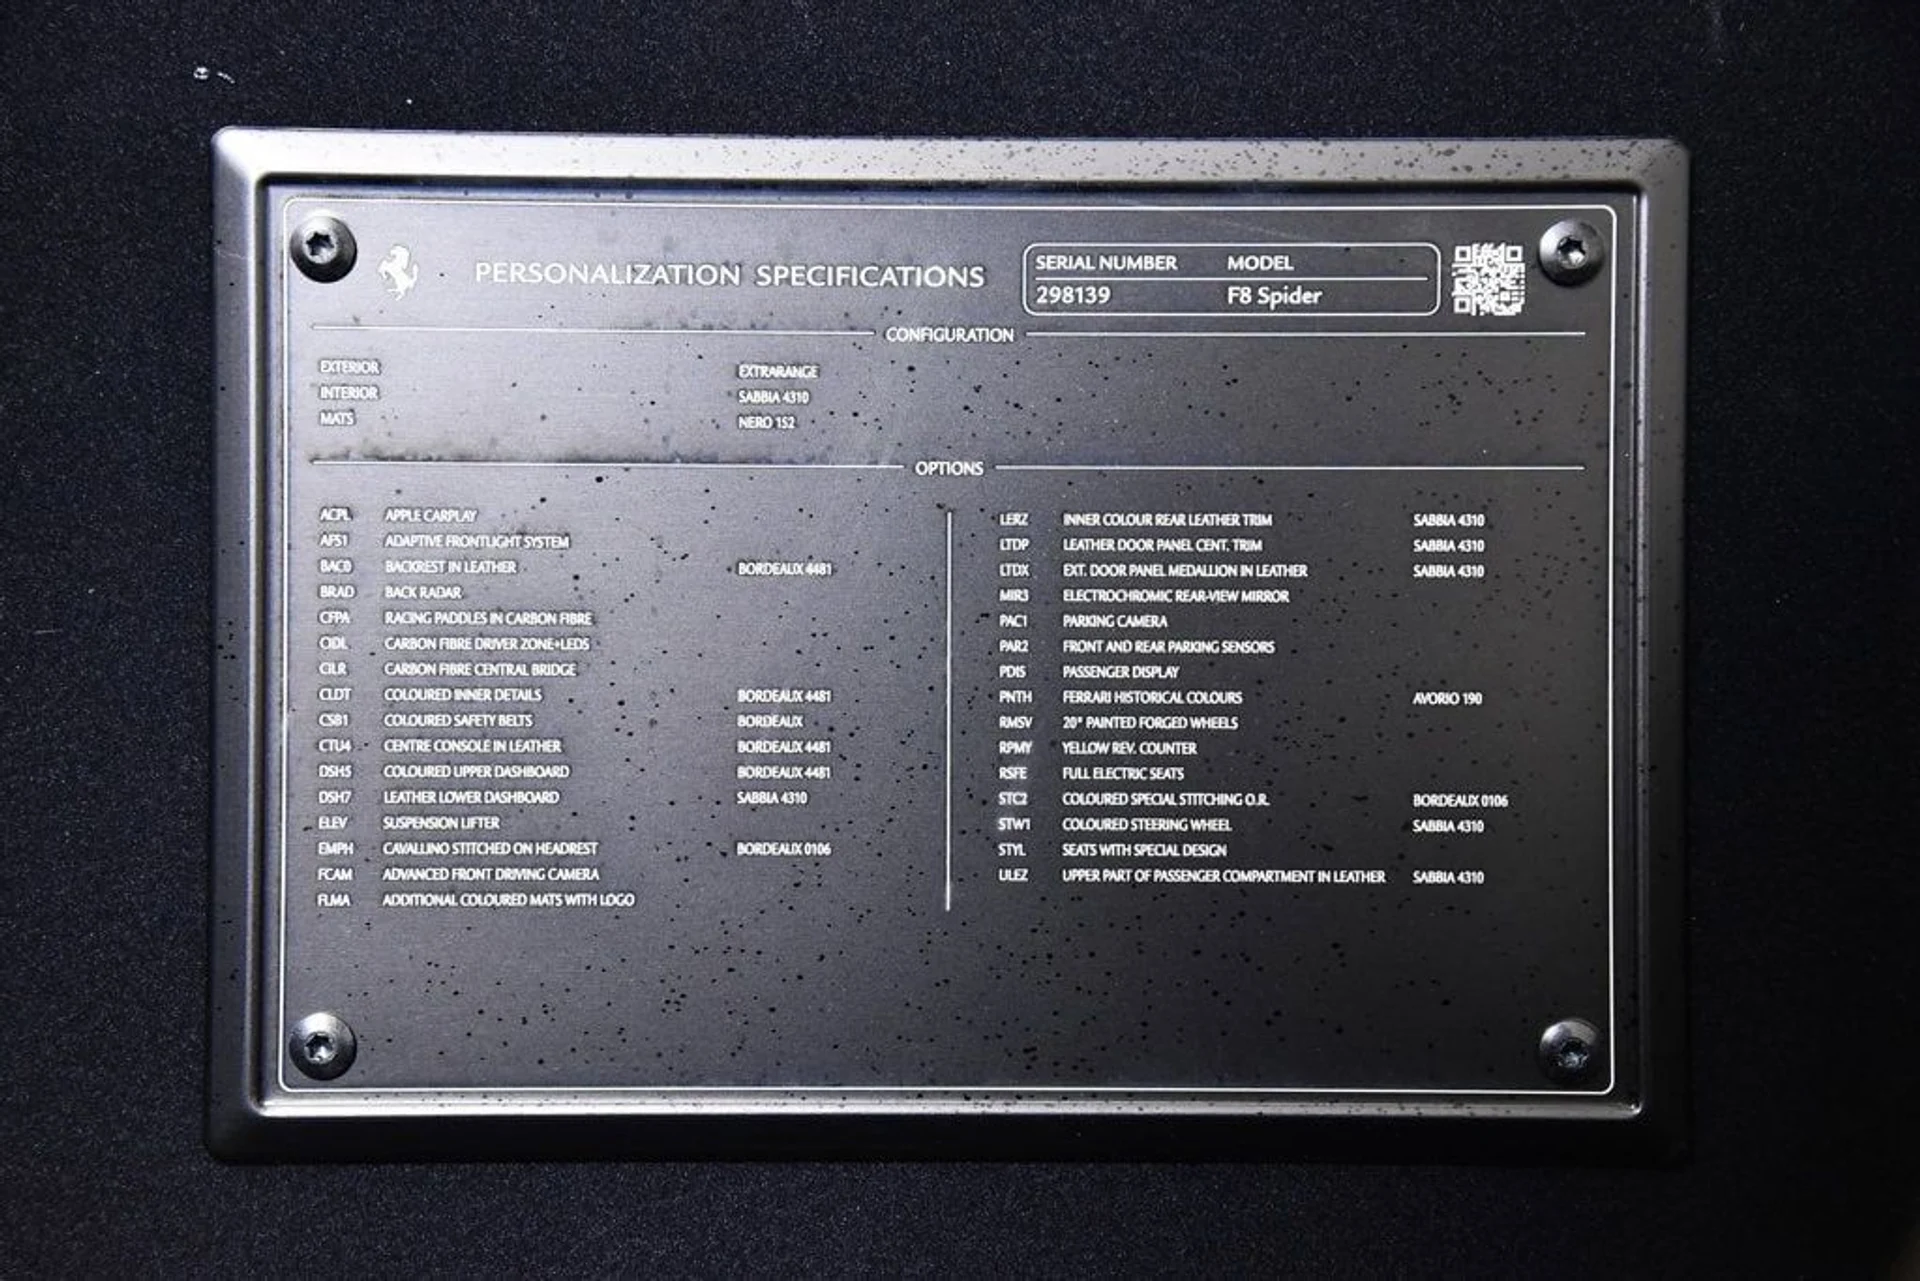 PERSONALIZATION SPECIFICATIONS
SERIAL NUMBER MODEL
298139 F8 Spider
CONFIGURATION
EXTERIOR EXTRARANGE
INTERIOR SABBIA 4310
MATS NERO 152
OPTIONS
ACPL APPLE CARPLAY
AFS1 ADAPTIVE FRONTLIGHT SYSTEM
BAC0 BACKREST IN LEATHER BORDEAUX 4481
BRAD BACK RADAR
CFPA RACING PADDLES IN CARBON FIBRE
CIDL CARBON FIBRE DRIVER ZONE+LEDS
CILR CARBON FIBRE CENTRAL BRIDGE
CLDT COLOURED INNER DETAILS BORDEAUX 4481
CSB1 COLOURED SAFETY BELTS BORDEAUX
CTU4 CENTRE CONSOLE IN LEATHER BORDEAUX 4481
DSH5 COLOURED UPPER DASHBOARD BORDEAUX 4481
DSH7 LEATHER LOWER DASHBOARD SABBIA 4310
ELEV SUSPENSION LIFTER
EMPH CAVALLINO STITCHED ON HEADREST BORDEAUX 0106
FCAM ADVANCED FRONT DRIVING CAMERA
FLMA ADDITIONAL COLOURED MATS WITH LOGO
LERZ INNER COLOUR REAR LEATHER TRIM SABBIA 4310
LTDP LEATHER DOOR PANEL CENT. TRIM SABBIA 4310
LTDX EXT. DOOR PANEL MEDALLION IN LEATHER SABBIA 4310
MIR3 ELECTROCHROMIC REAR-VIEW MIRROR
PAC1 PARKING CAMERA
PAR2 FRONT AND REAR PARKING SENSORS
PDIS PASSENGER DISPLAY
PNTH FERRARI HISTORICAL COLOURS AVORIO 190
RMSV 20" PAINTED FORGED WHEELS
RPMY YELLOW REV. COUNTER
RSFE FULL ELECTRIC SEATS
STC2 COLOURED SPECIAL STITCHING O.R. BORDEAUX 0106
STW1 COLOURED STEERING WHEEL SABBIA 4310
STYL SEATS WITH SPECIAL DESIGN
ULEZ UPPER PART OF PASSENGER COMPARTMENT IN LEATHER SABBIA 4310